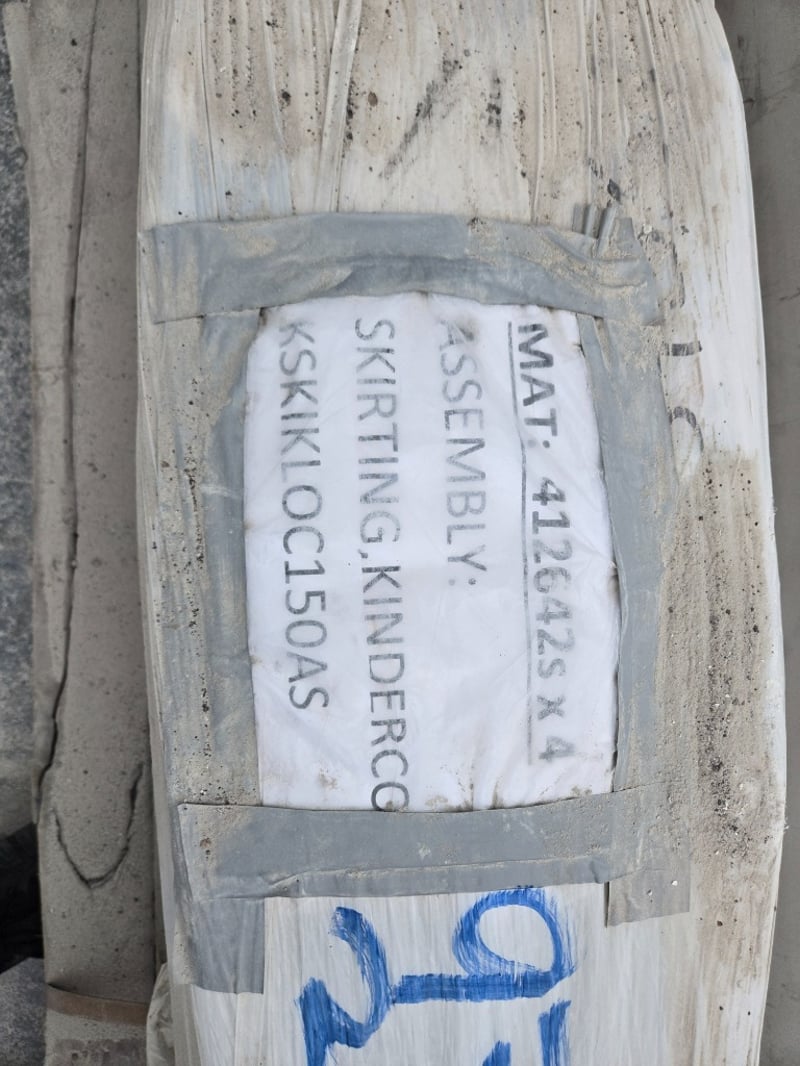 MAT: 412642s x 4
ASSEMBLY:
SKIRTING,KINDERCO
KSKIKLOC150AS